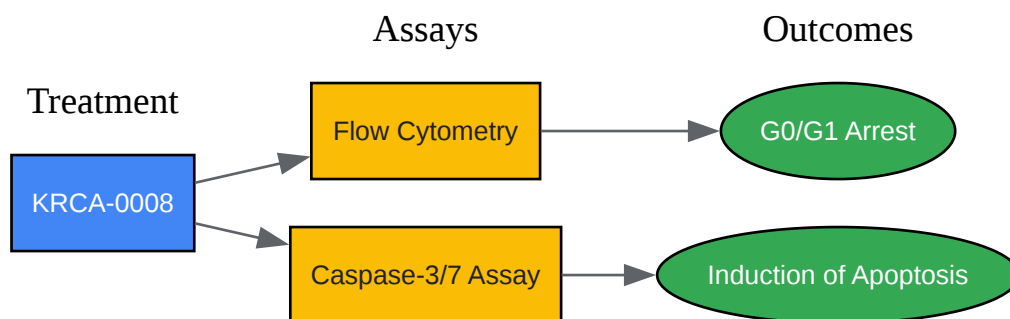 Assays
Outcomes
Treatment
Flow Cytometry
G0/G1 Arrest
KRCA-0008
Caspase-3/7 Assay
Induction of Apoptosis